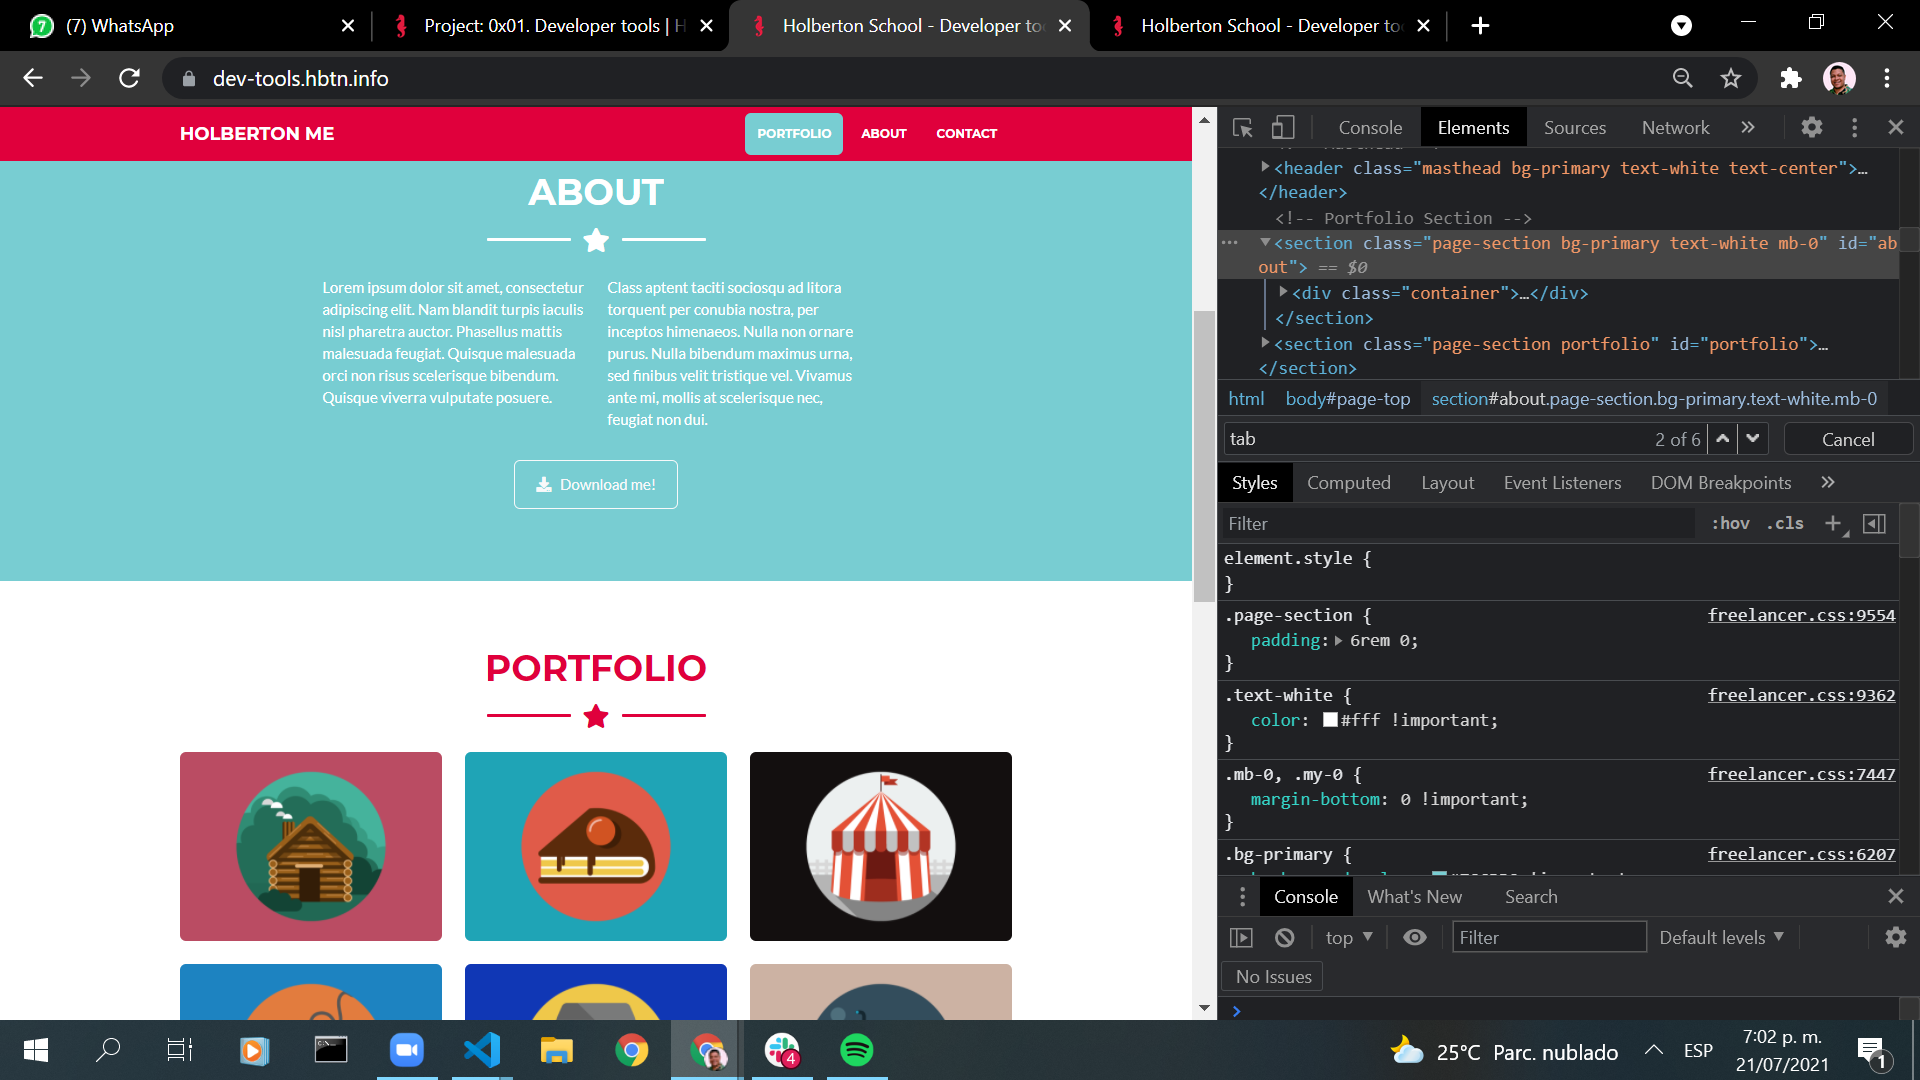 (7) WhatsApp
Project: 0x01. Developer tools | H
Holberton School - Developer to
Holberton School - Developer to
dev-tools.hbtn.info
HOLBERTON ME
PORTFOLIO
ABOUT
CONTACT
ABOUT
Lorem ipsum dolor sit amet, consectetur
adipiscing elit. Nam blandit turpis iaculis
nisl pharetra auctor. Phasellus mattis
malesuada feugiat. Quisque malesuada
orci non risus scelerisque bibendum.
Quisque viverra vulputate posuere.
Class aptent taciti sociosqu ad litora
torquent per conubia nostra, per
inceptos himenaeos. Nulla non ornare
purus. Nulla bibendum maximus urna,
sed finibus velit tristique vel. Vivamus
ante mi, mollis at scelerisque nec,
feugiat non dui.
Download me!
PORTFOLIO
Console
Elements
Sources
Network
<header class="masthead bg-primary text-white text-center">…
</header>
<!-- Portfolio Section -->
<section class="page-section bg-primary text-white mb-0" id="ab
out"> == $0
<div class="container">…</div>
</section>
<section class="page-section portfolio" id="portfolio">…
</section>
html
body#page-top
section#about.page-section.bg-primary.text-white.mb-0
tab
2 of 6
Cancel
Styles
Computed
Layout
Event Listeners
DOM Breakpoints
Filter
:hov
.cls
element.style {
}
.page-section {
freelancer.css:9554
padding: 6rem 0;
}
.text-white {
freelancer.css:9362
color: #fff !important;
}
.mb-0, .my-0 {
freelancer.css:7447
margin-bottom: 0 !important;
}
.bg-primary {
freelancer.css:6207
Console
What's New
Search
top
Filter
Default levels
No Issues
4
25°C Parc. nublado
ESP
7:02 p. m.
21/07/2021
1